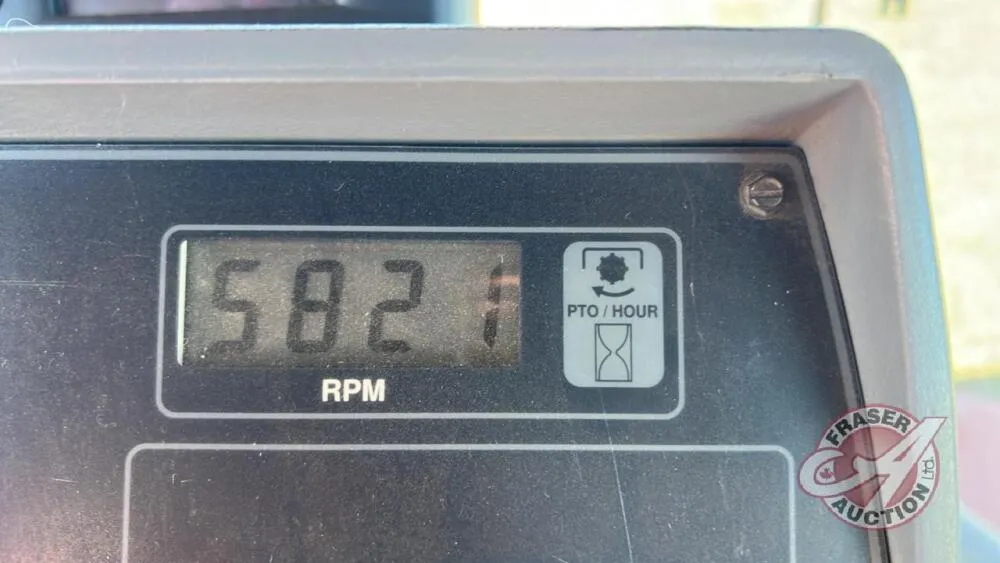 5821
RPM
PTO / HOUR
FRASER
AUCTION Ltd.